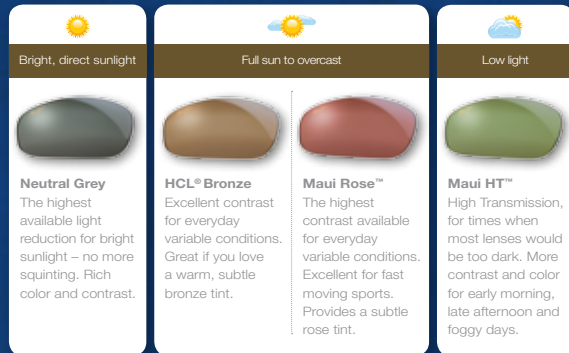 Bright, direct sunlight
Neutral Grey
The highest
available light
reduction for bright
sunlight – no more
squinting. Rich
color and contrast.
Full sun to overcast
HCL® Bronze
Excellent contrast
for everyday
variable conditions.
Great if you love
a warm, subtle
bronze tint.
Maui Rose™
The highest
contrast available
for everyday
variable conditions.
Excellent for fast
moving sports.
Provides a subtle
rose tint.
Low light
Maui HT™
High Transmission,
for times when
most lenses would
be too dark. More
contrast and color
for early morning,
late afternoon and
foggy days.